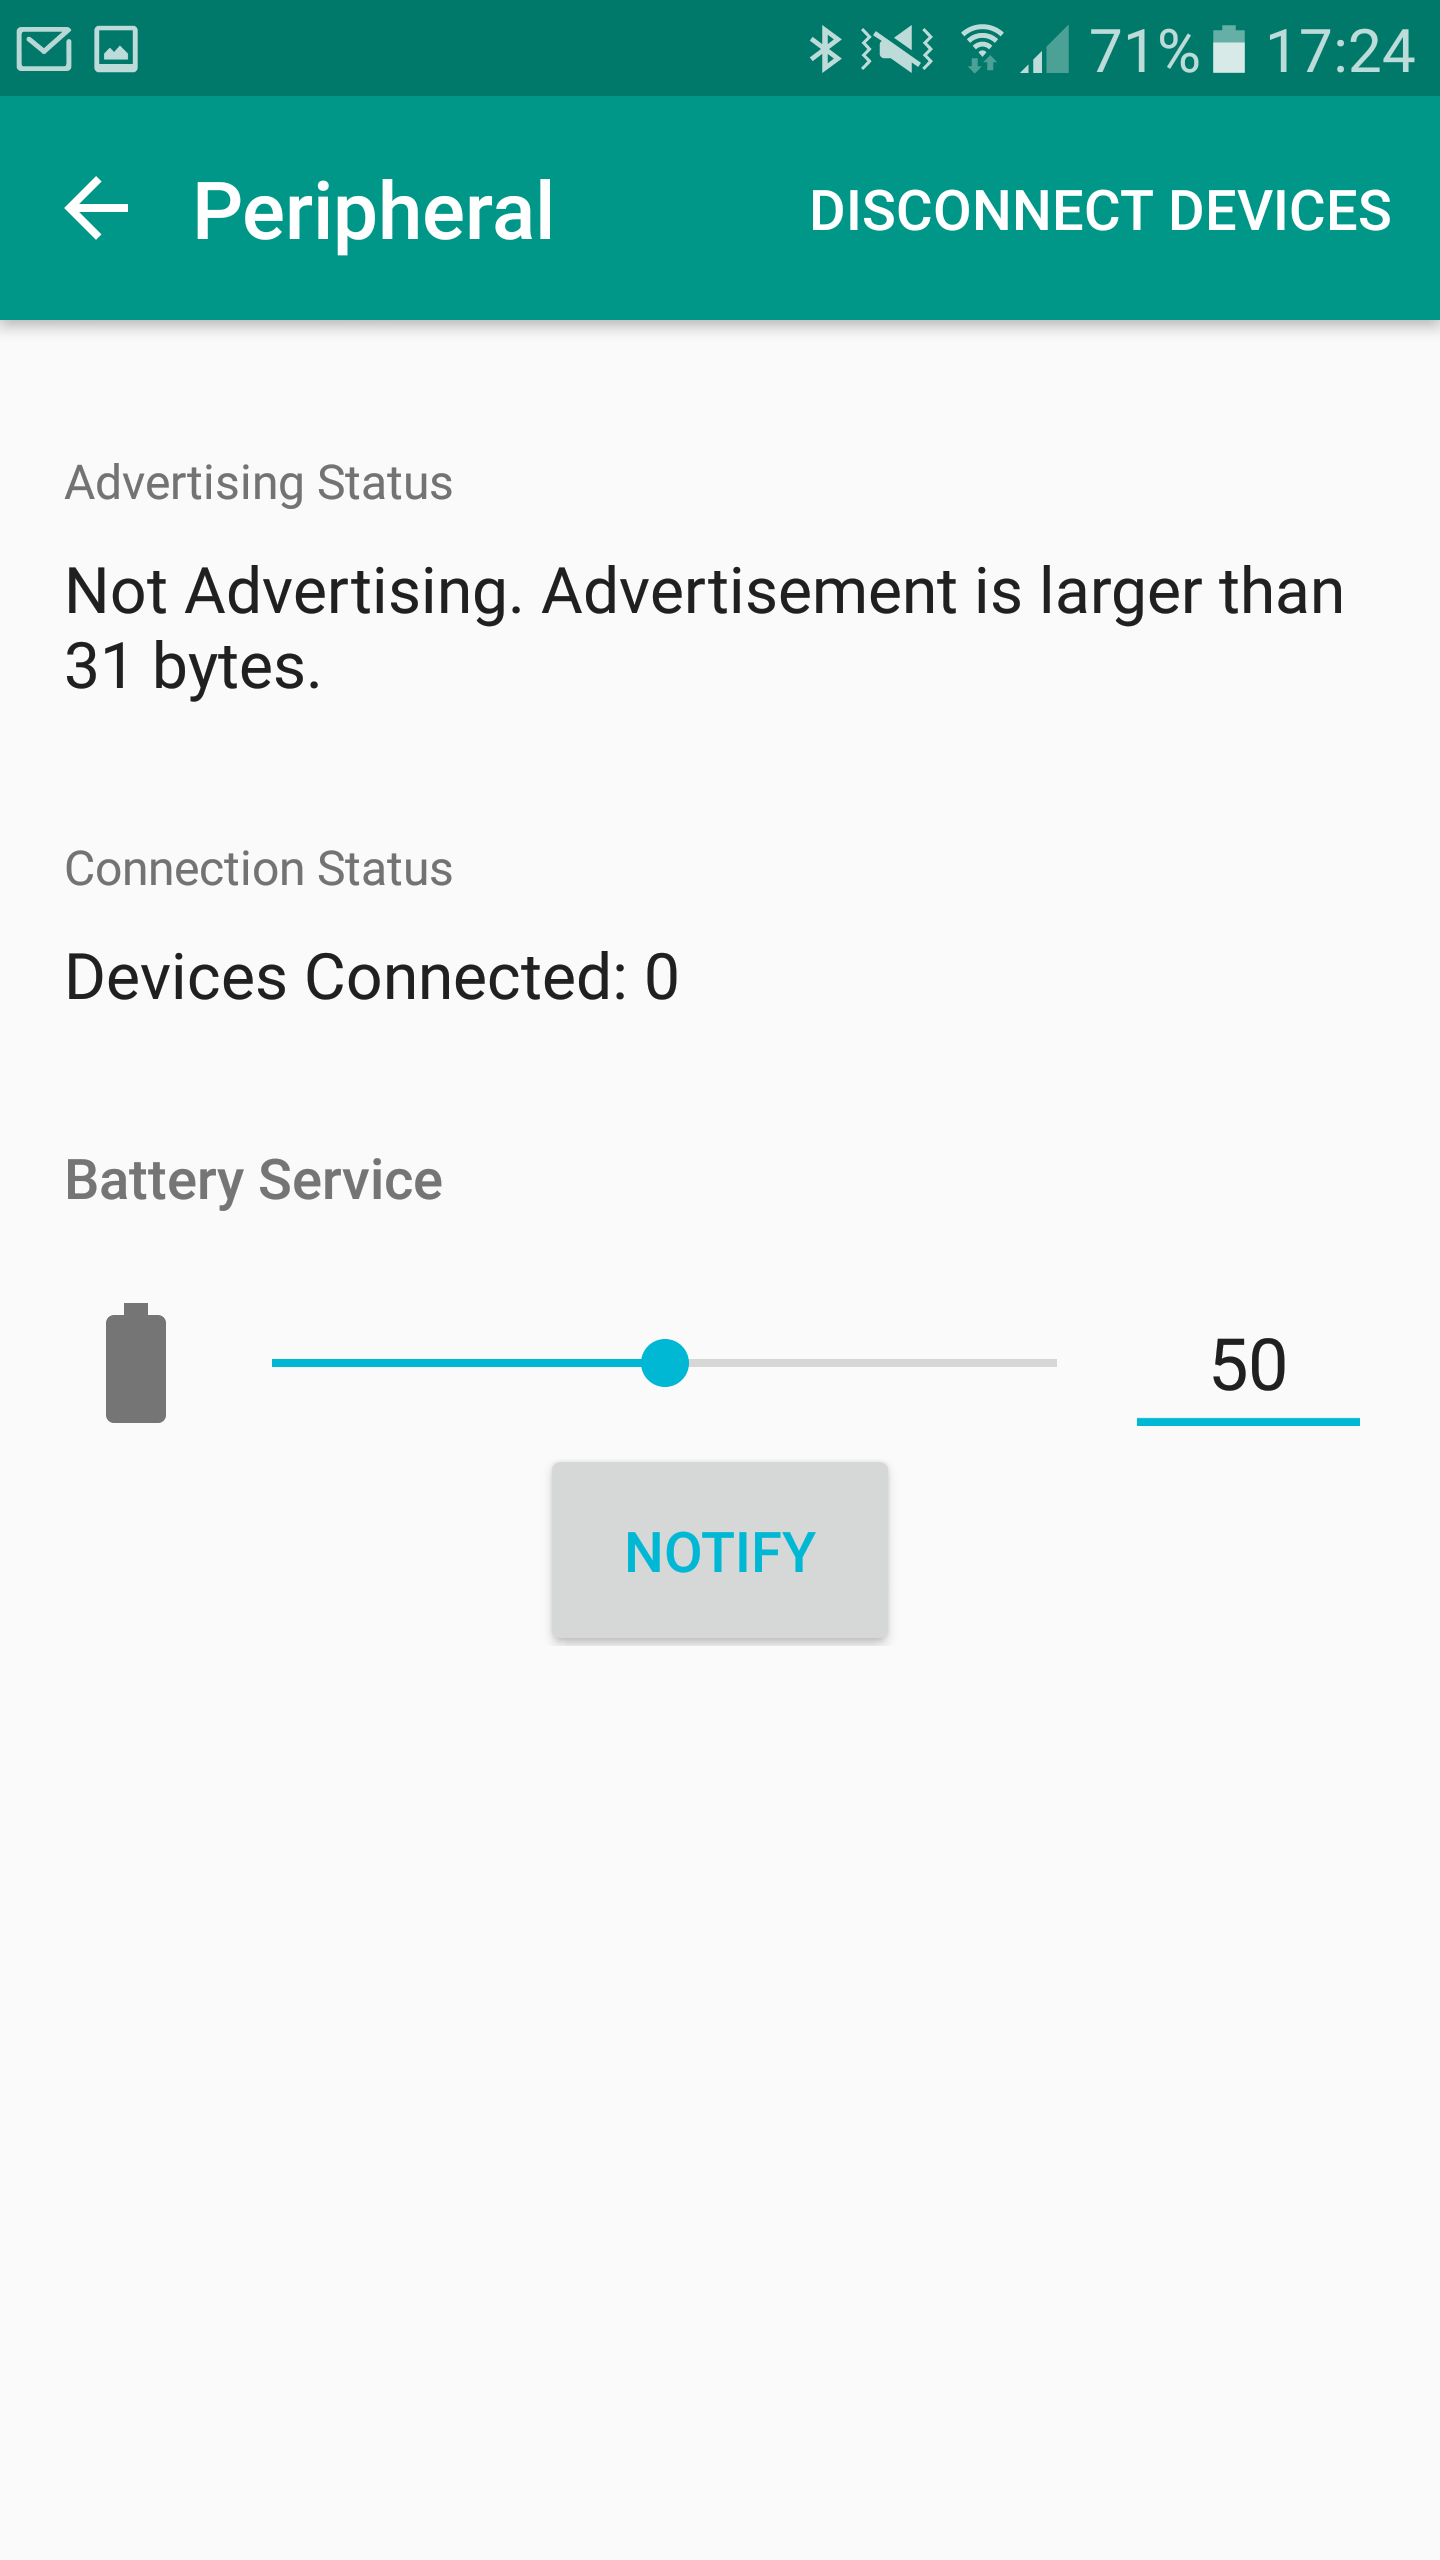 71% 17:24
Peripheral DISCONNECT DEVICES
Advertising Status
Not Advertising. Advertisement is larger than
31 bytes.
Connection Status
Devices Connected: 0
Battery Service
50
NOTIFY